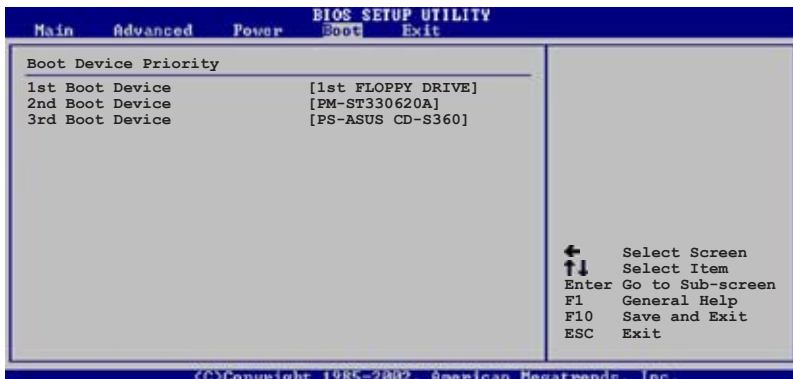 BIOS SETUP UTILITY
Main Advanced Power Boot Exit
Boot Device Priority
1st Boot Device [1st FLOPPY DRIVE]
2nd Boot Device [PM-ST330620A]
3rd Boot Device [PS-ASUS CD-S360]
← Select Screen
↑↓ Select Item
Enter Go to Sub-screen
F1 General Help
F10 Save and Exit
ESC Exit
(C)Copyright 1985-2002, American Megatrends, Inc.